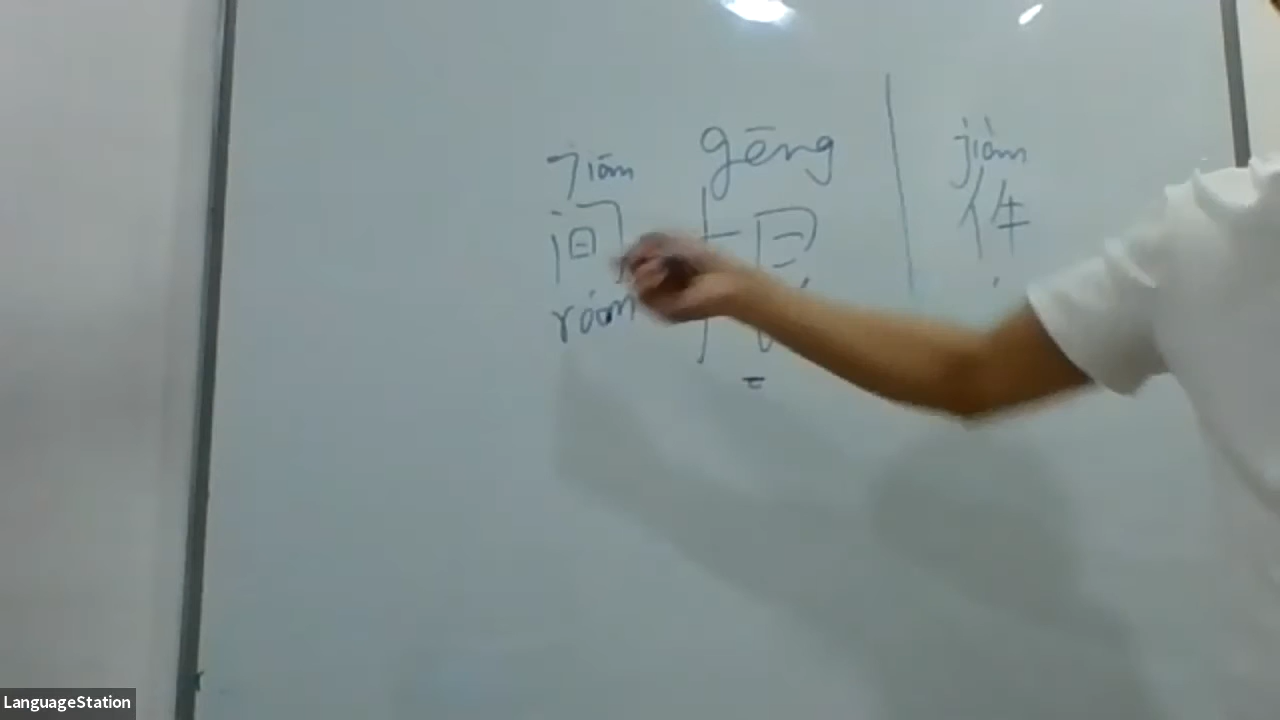 jiān gēng jiàn
间 件
room
LanguageStation